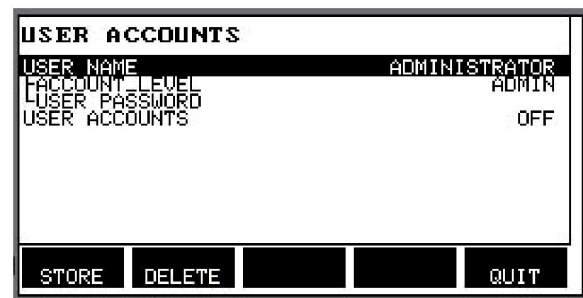 USER ACCOUNTS
USER NAME ADMINISTRATOR
ACCOUNT LEVEL ADMIN
USER PASSWORD
USER ACCOUNTS OFF
STORE DELETE QUIT